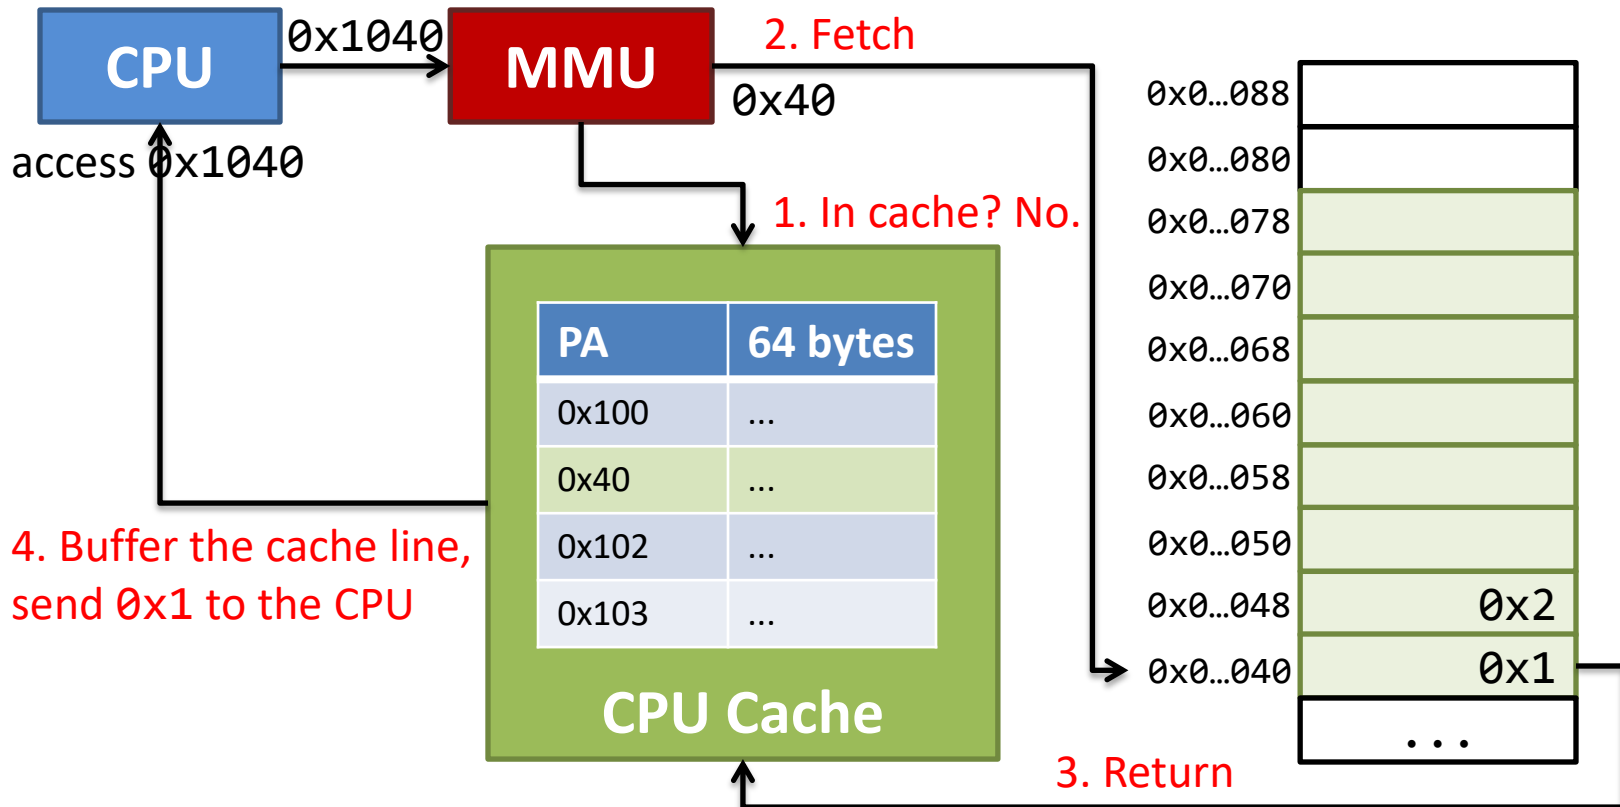 CPU
0x1040
MMU
2. Fetch
0x40
access 0x1040
1. In cache? No.
PA 64 bytes
0x100 ...
0x40 ...
0x102 ...
0x103 ...
CPU Cache
4. Buffer the cache line,
send 0x1 to the CPU
3. Return
0x0…088
0x0…080
0x0…078
0x0…070
0x0…068
0x0…060
0x0…058
0x0…050
0x0…048 0x2
0x0…040 0x1
...